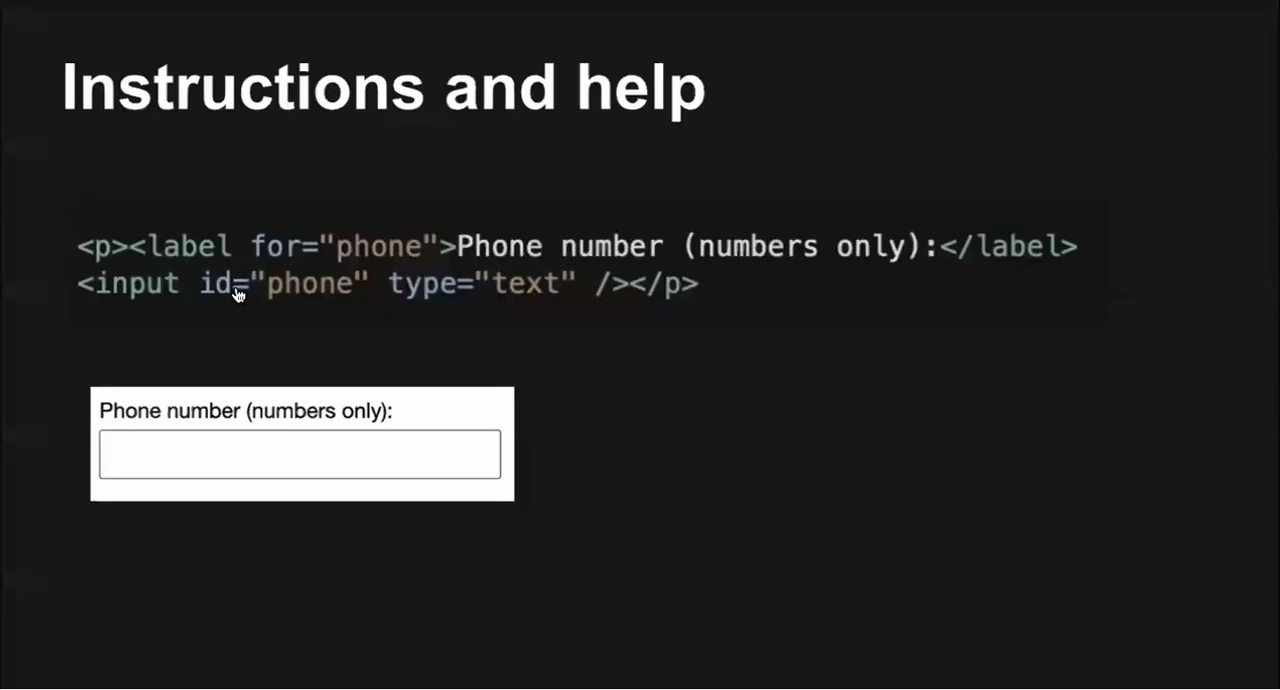 Instructions and help
<p><label for="phone">Phone number (numbers only):</label>
<input id="phone" type="text" /></p>
Phone number (numbers only):